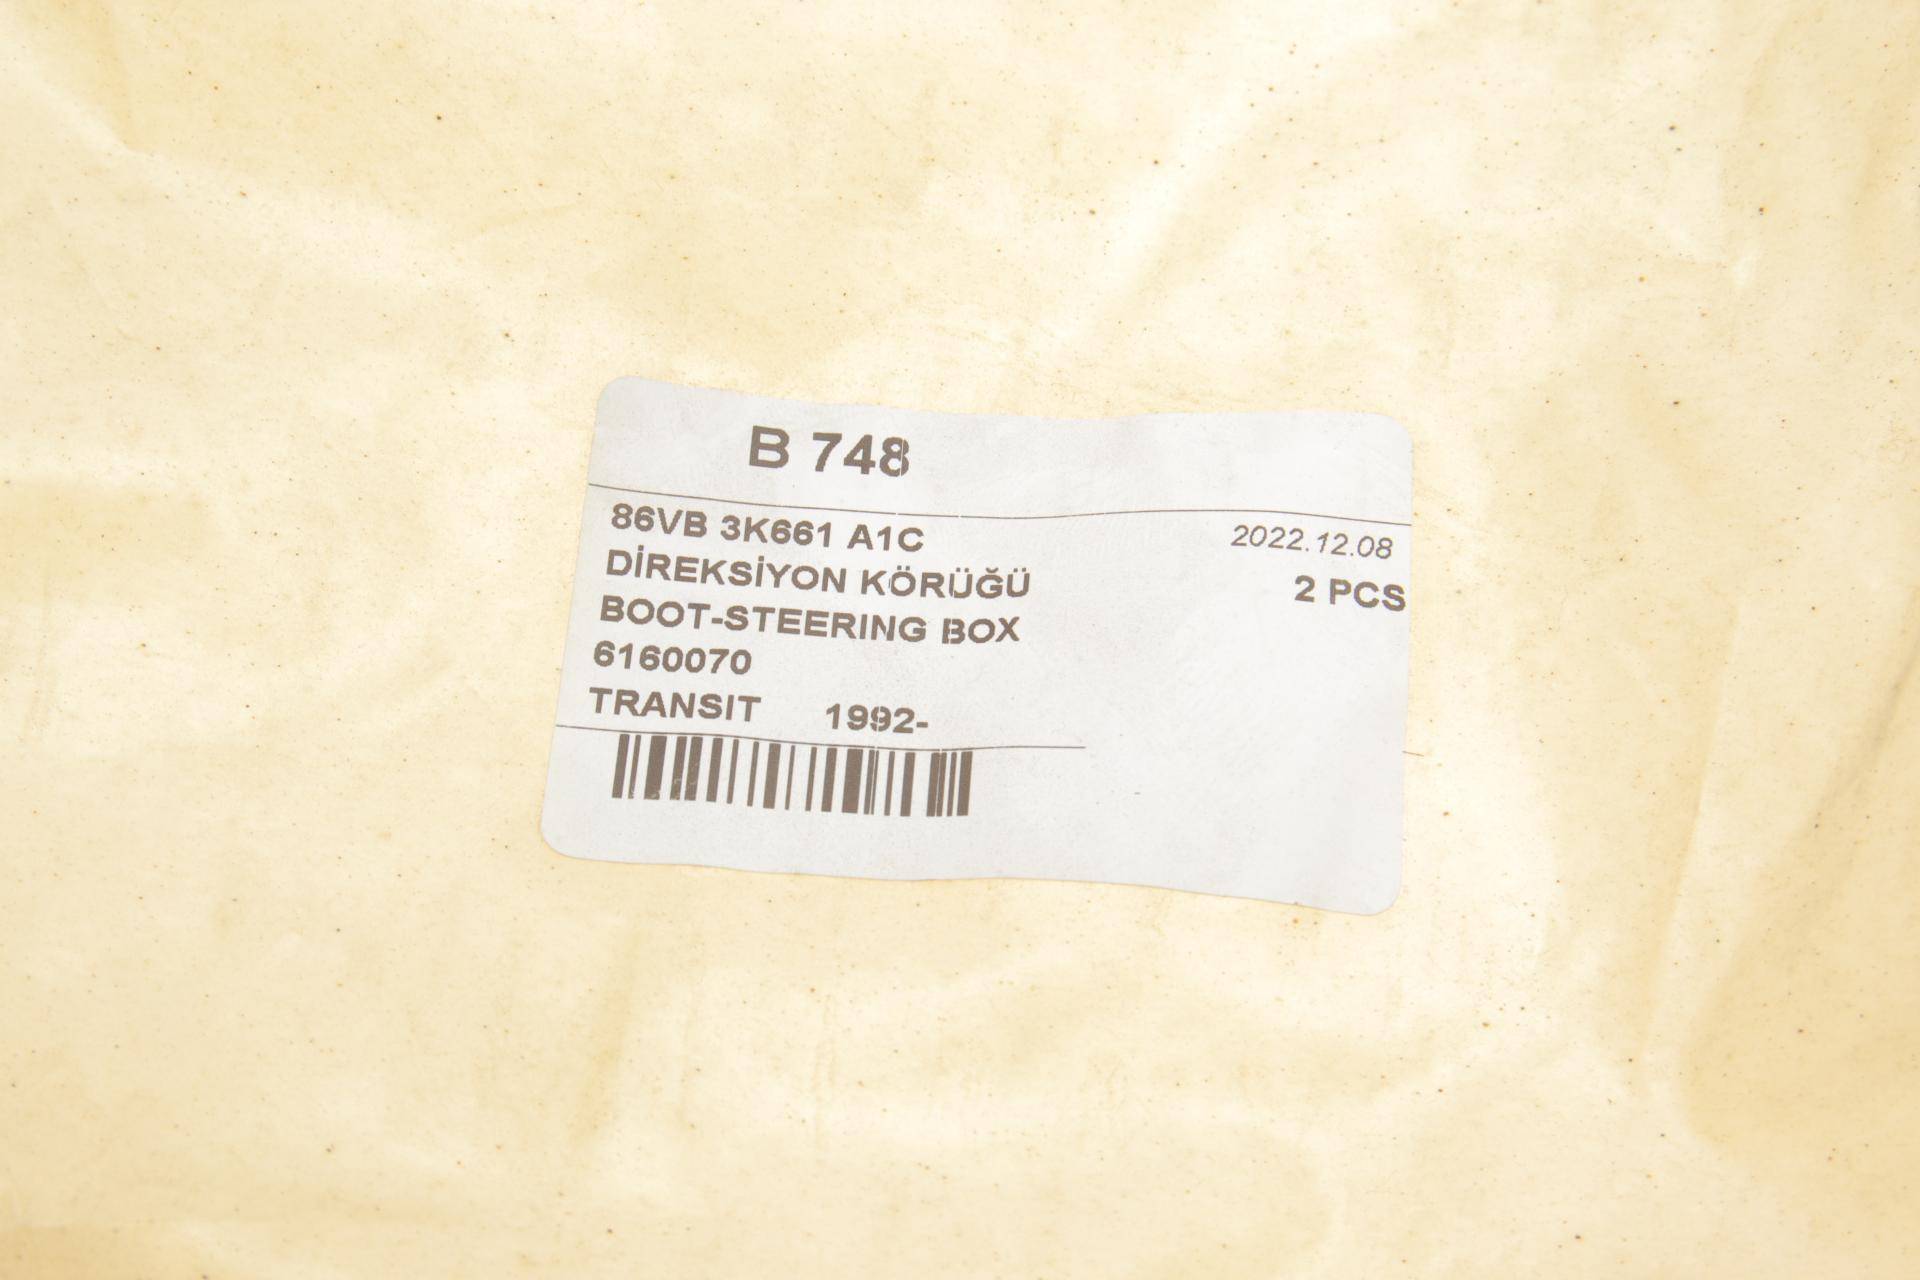 B 748
86VB 3K661 A1C 2022.12.08
DİREKSİYON KÖRÜĞÜ 2 PCS
BOOT-STEERING BOX
6160070
TRANSIT 1992-